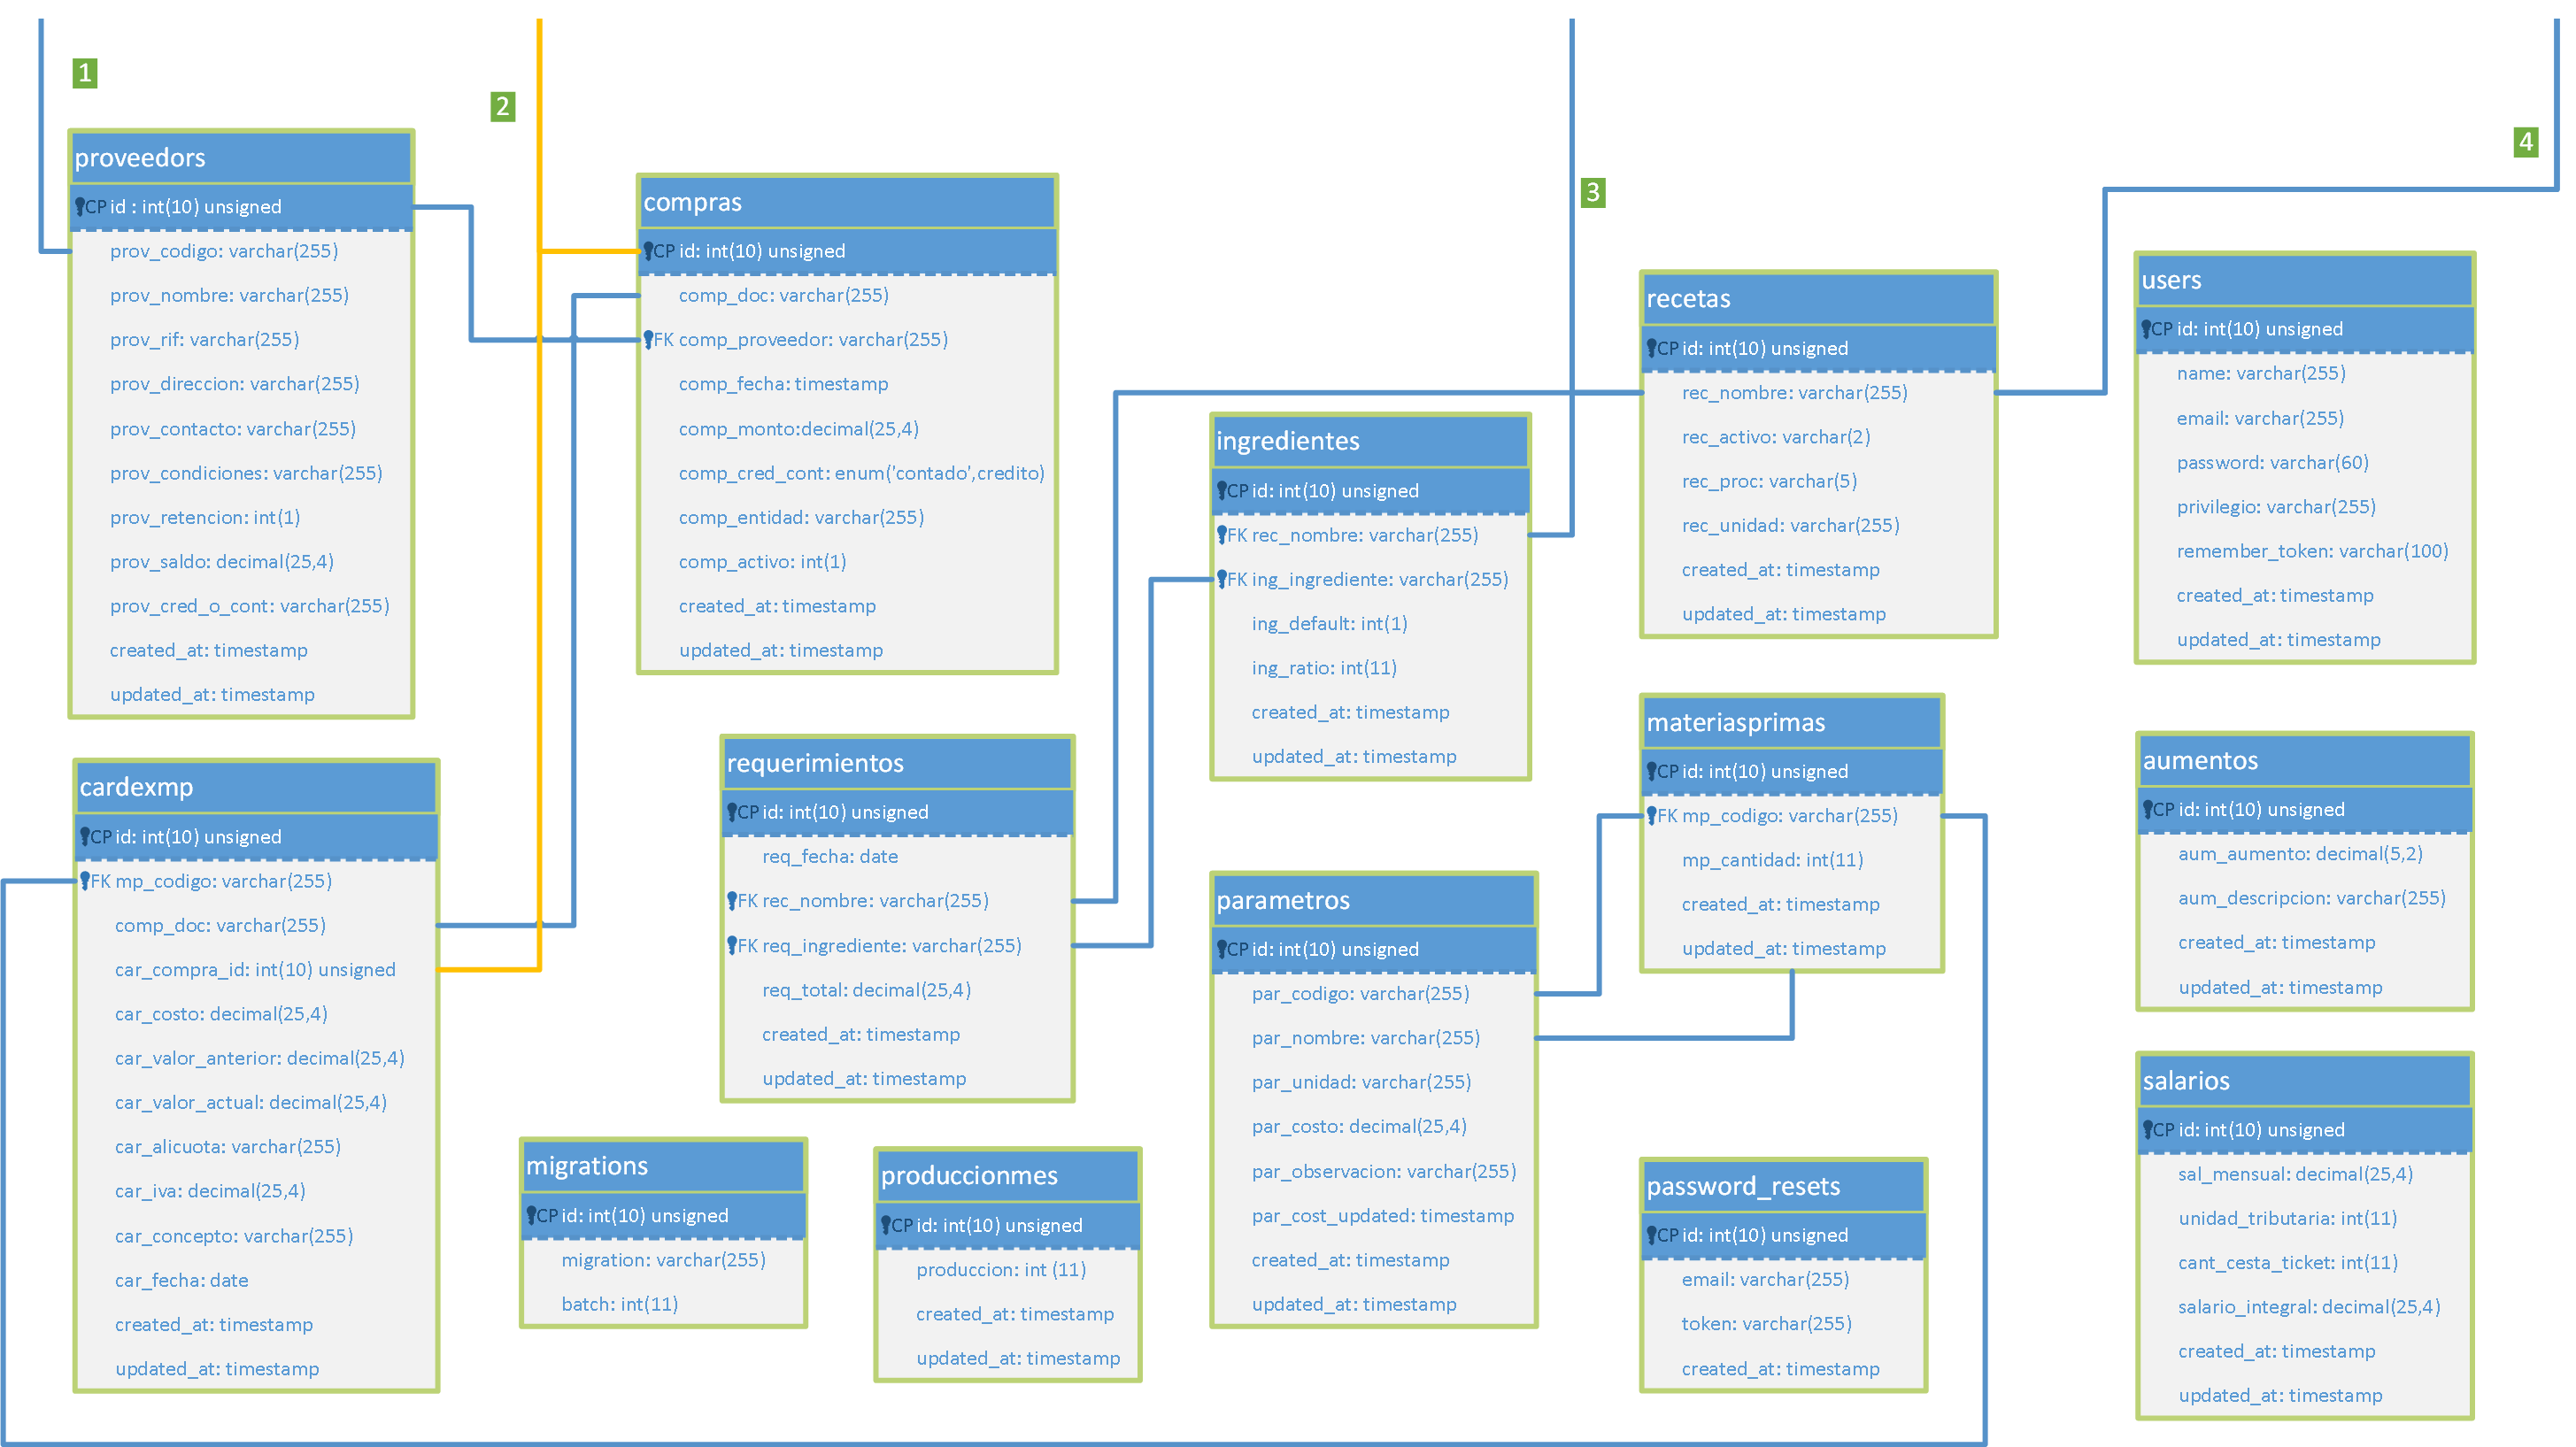 1
2
3
4
proveedors
CP id : int(10) unsigned
prov_codigo: varchar(255)
prov_nombre: varchar(255)
prov_rif: varchar(255)
prov_direccion: varchar(255)
prov_contacto: varchar(255)
prov_condiciones: varchar(255)
prov_retencion: int(1)
prov_saldo: decimal(25,4)
prov_cred_o_cont: varchar(255)
created_at: timestamp
updated_at: timestamp
compras
CP id: int(10) unsigned
comp_doc: varchar(255)
FK comp_proveedor: varchar(255)
comp_fecha: timestamp
comp_monto:decimal(25,4)
comp_cred_cont: enum('contado',credito)
comp_entidad: varchar(255)
comp_activo: int(1)
created_at: timestamp
updated_at: timestamp
ingredientes
CP id: int(10) unsigned
FK rec_nombre: varchar(255)
FK ing_ingrediente: varchar(255)
ing_default: int(1)
ing_ratio: int(11)
created_at: timestamp
updated_at: timestamp
recetas
CP id: int(10) unsigned
rec_nombre: varchar(255)
rec_activo: varchar(2)
rec_proc: varchar(5)
rec_unidad: varchar(255)
created_at: timestamp
updated_at: timestamp
users
CP id: int(10) unsigned
name: varchar(255)
email: varchar(255)
password: varchar(60)
privilegio: varchar(255)
remember_token: varchar(100)
created_at: timestamp
updated_at: timestamp
cardexmp
CP id: int(10) unsigned
FK mp_codigo: varchar(255)
comp_doc: varchar(255)
car_compra_id: int(10) unsigned
car_costo: decimal(25,4)
car_valor_anterior: decimal(25,4)
car_valor_actual: decimal(25,4)
car_alicuota: varchar(255)
car_iva: decimal(25,4)
car_concepto: varchar(255)
car_fecha: date
created_at: timestamp
updated_at: timestamp
requerimientos
CP id: int(10) unsigned
req_fecha: date
FK rec_nombre: varchar(255)
FK req_ingrediente: varchar(255)
req_total: decimal(25,4)
created_at: timestamp
updated_at: timestamp
migrations
CP id: int(10) unsigned
migration: varchar(255)
batch: int(11)
produccionmes
CP id: int(10) unsigned
produccion: int (11)
created_at: timestamp
updated_at: timestamp
parametros
CP id: int(10) unsigned
par_codigo: varchar(255)
par_nombre: varchar(255)
par_unidad: varchar(255)
par_costo: decimal(25,4)
par_observacion: varchar(255)
par_cost_updated: timestamp
created_at: timestamp
updated_at: timestamp
materiasprimas
CP id: int(10) unsigned
FK mp_codigo: varchar(255)
mp_cantidad: int(11)
created_at: timestamp
updated_at: timestamp
password_resets
CP id: int(10) unsigned
email: varchar(255)
token: varchar(255)
created_at: timestamp
aumentos
CP id: int(10) unsigned
aum_aumento: decimal(5,2)
aum_descripcion: varchar(255)
created_at: timestamp
updated_at: timestamp
salarios
CP id: int(10) unsigned
sal_mensual: decimal(25,4)
unidad_tributaria: int(11)
cant_cesta_ticket: int(11)
salario_integral: decimal(25,4)
created_at: timestamp
updated_at: timestamp